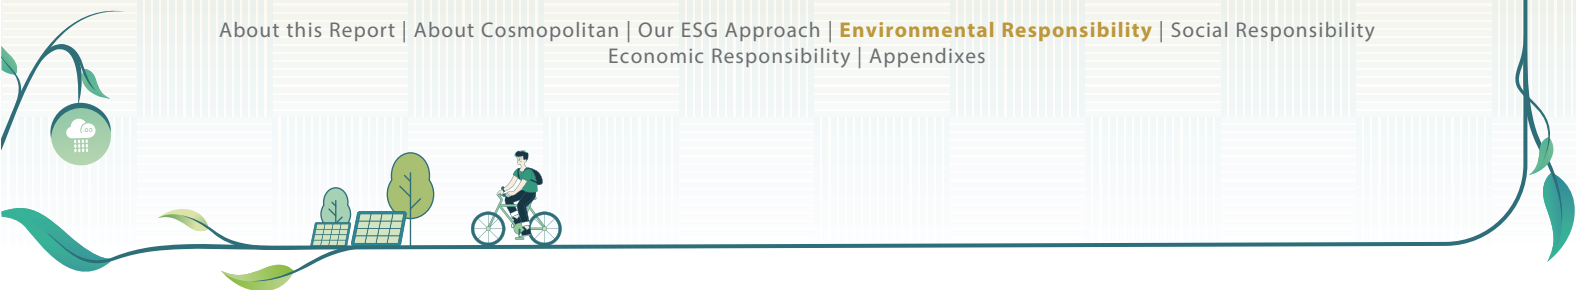 About this Report | About Cosmopolitan | Our ESG Approach | Environmental Responsibility | Social Responsibility
Economic Responsibility | Appendixes